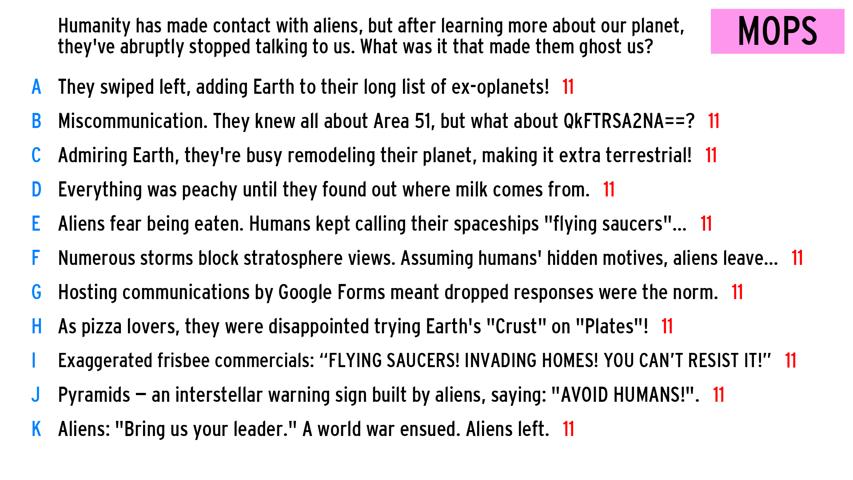 Humanity has made contact with aliens, but after learning more about our planet,
they've abruptly stopped talking to us. What was it that made them ghost us?
MOPS
A They swiped left, adding Earth to their long list of ex-oplanets! 11
B Miscommunication. They knew all about Area 51, but what about QkFTRSA2NA==? 11
C Admiring Earth, they're busy remodeling their planet, making it extra terrestrial! 11
D Everything was peachy until they found out where milk comes from. 11
E Aliens fear being eaten. Humans kept calling their spaceships "flying saucers"... 11
F Numerous storms block stratosphere views. Assuming humans' hidden motives, aliens leave... 11
G Hosting communications by Google Forms meant dropped responses were the norm. 11
H As pizza lovers, they were disappointed trying Earth's "Crust" on "Plates"! 11
I Exaggerated frisbee commercials: “FLYING SAUCERS! INVADING HOMES! YOU CAN’T RESIST IT!” 11
J Pyramids — an interstellar warning sign built by aliens, saying: "AVOID HUMANS!". 11
K Aliens: "Bring us your leader." A world war ensued. Aliens left. 11